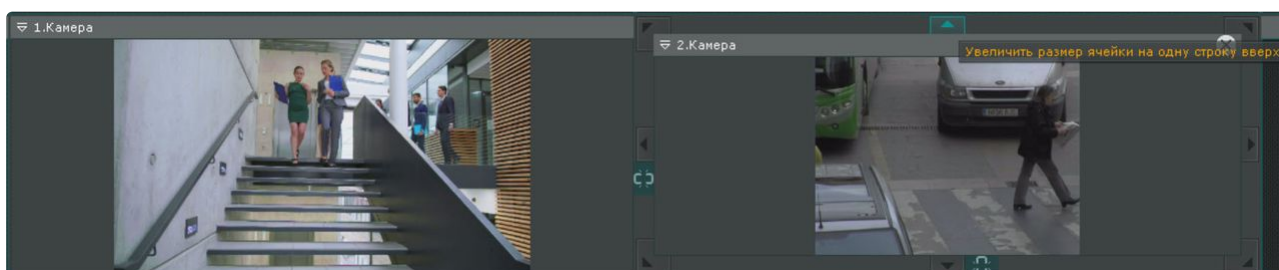 1.Камера
2.Камера
Увеличить размер ячейки на одну строку вверх